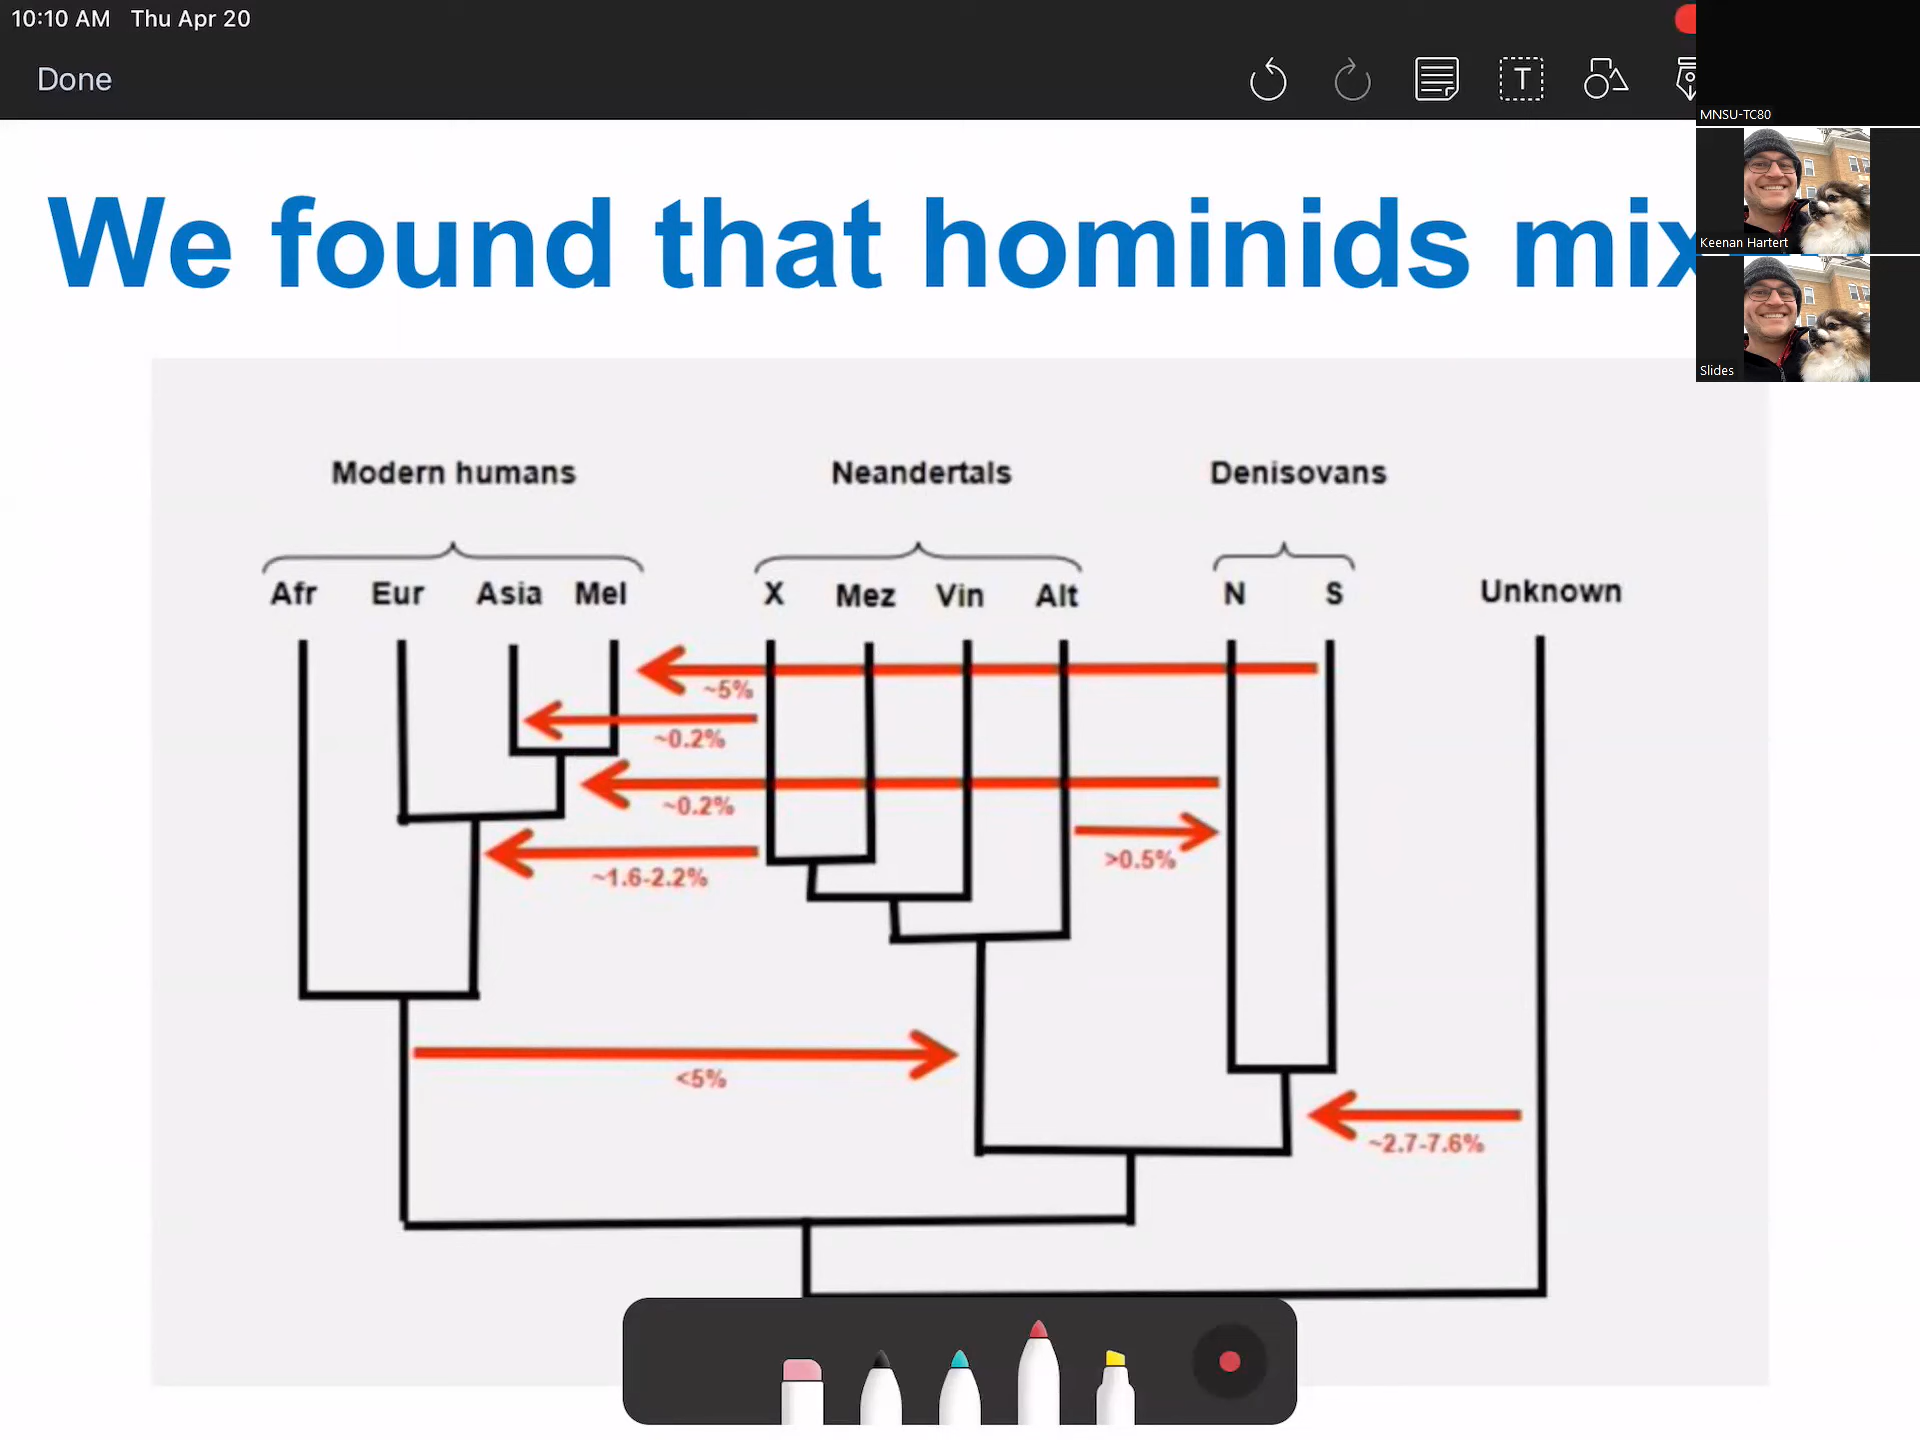 10:10 AM Thu Apr 20
Done
T
MNSU-TC80
Keenan Hartert
Slides
We found that hominids mix
Modern humans Neandertals Denisovans
Afr Eur Asia Mel X Mez Vin Alt N S Unknown
~5%
~0.2%
~0.2%
>0.5%
~1.6-2.2%
<5%
~2.7-7.6%